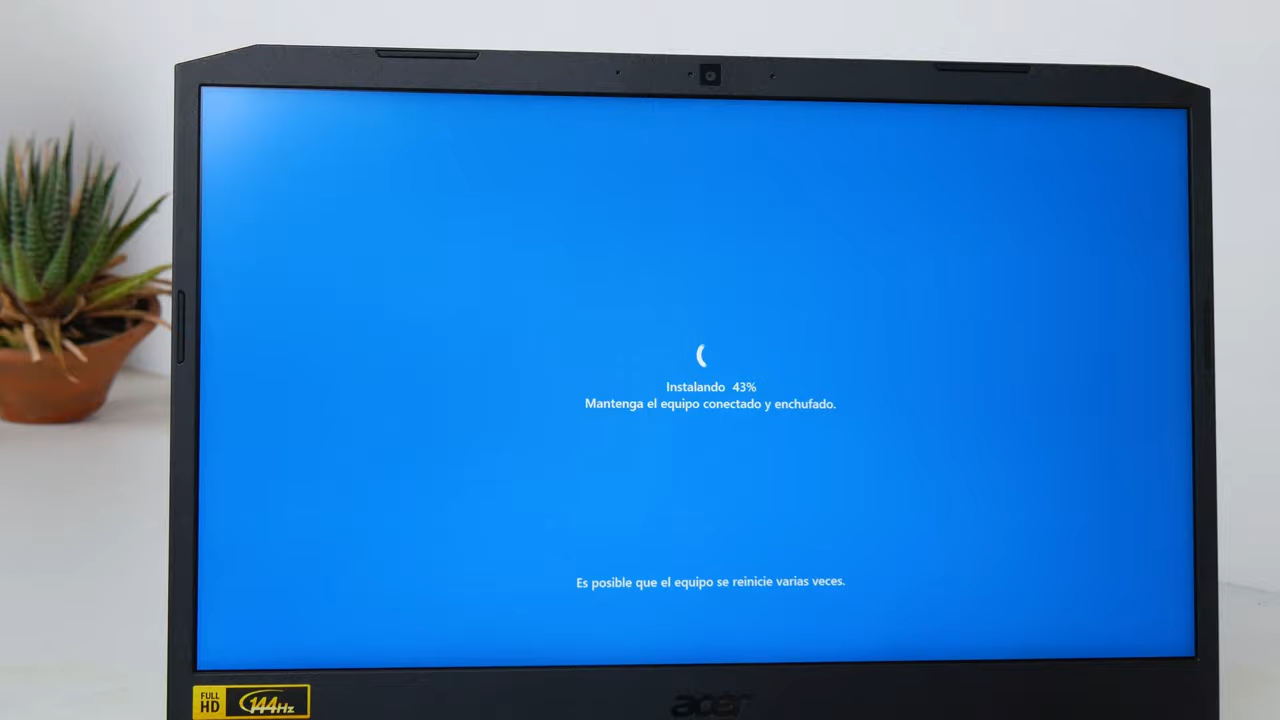 Instalando 43%
Mantenga el equipo conectado y enchufado.
Es posible que el equipo se reinicie varias veces.
FULL
HD
144Hz
acer